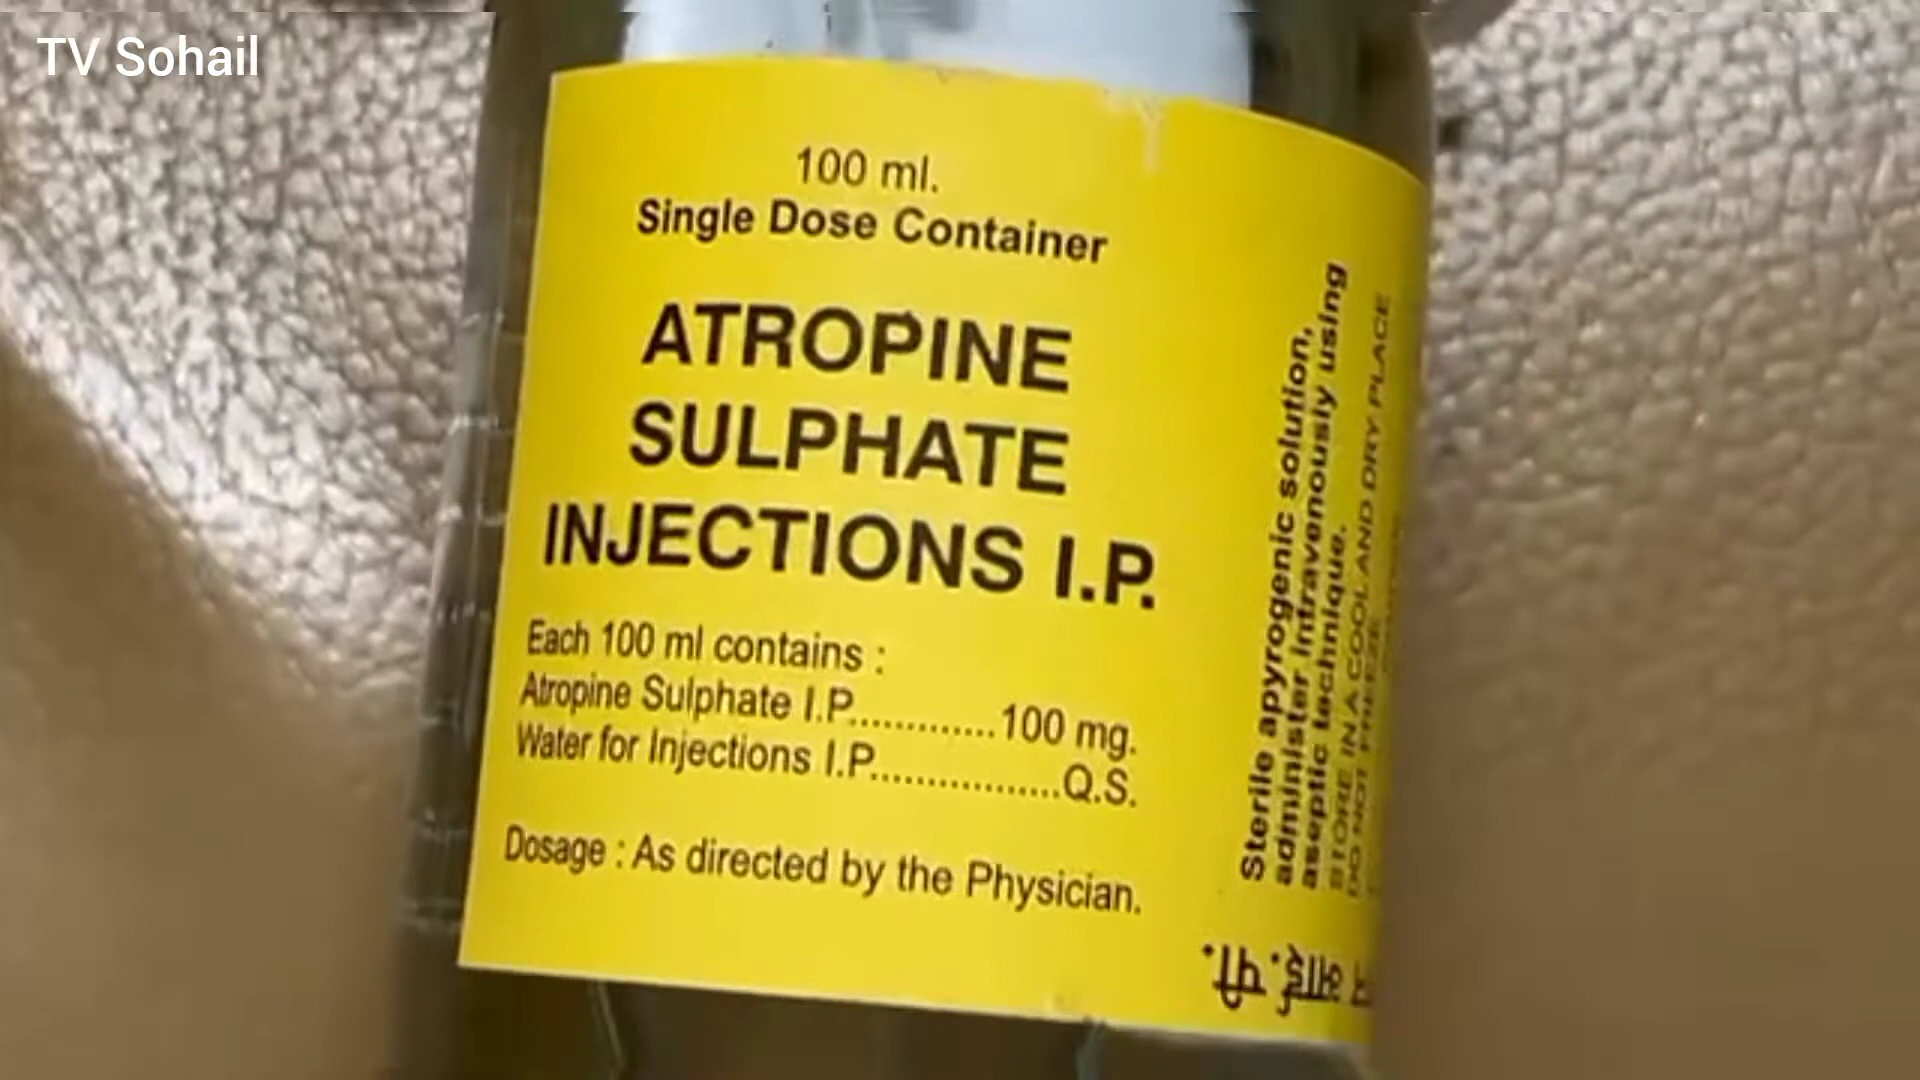 TV Sohail
100 ml.
Single Dose Container
ATROPINE
SULPHATE
INJECTIONS I.P.
Each 100 ml contains :
Atropine Sulphate I.P.............100 mg.
Water for Injections I.P..................Q.S.
Dosage : As directed by the Physician.
Sterile apyrogenic solution,
administer intravenously using
aseptic technique.
STORE IN A COOL AND DRY PLACE
DO NOT FREEZE
आई. पी.